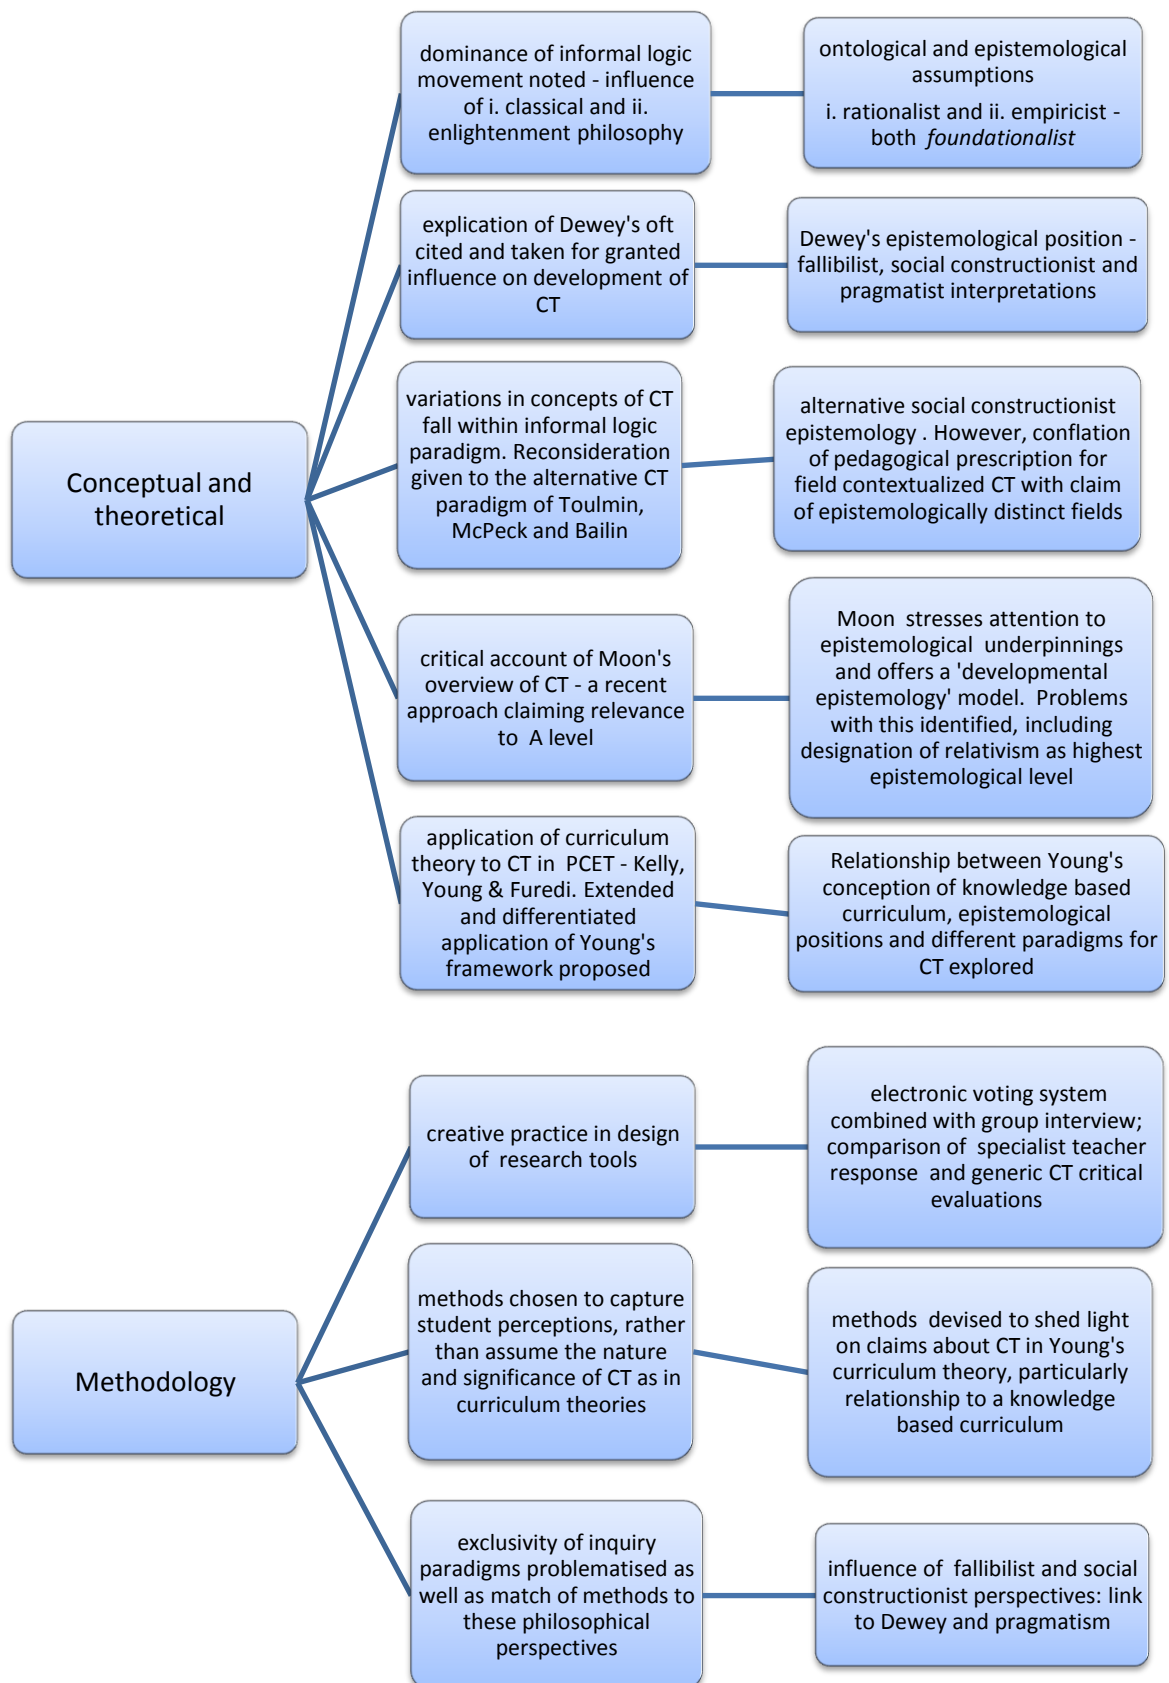 Conceptual and
theoretical
dominance of informal logic
movement noted - influence
of i. classical and ii.
enlightenment philosophy
ontological and epistemological
assumptions
i. rationalist and ii. empiricist -
both foundationalist
explication of Dewey's oft
cited and taken for granted
influence on development of
CT
Dewey's epistemological position -
fallibilist, social constructionist and
pragmatist interpretations
variations in concepts of CT
fall within informal logic
paradigm. Reconsideration
given to the alternative CT
paradigm of Toulmin,
McPeck and Bailin
alternative social constructionist
epistemology . However, conflation
of pedagogical prescription for
field contextualized CT with claim
of epistemologically distinct fields
critical account of Moon's
overview of CT - a recent
approach claiming relevance
to A level
Moon stresses attention to
epistemological underpinnings
and offers a 'developmental
epistemology' model. Problems
with this identified, including
designation of relativism as highest
epistemological level
application of curriculum
theory to CT in PCET - Kelly,
Young & Furedi. Extended
and differentiated
application of Young's
framework proposed
Relationship between Young's
conception of knowledge based
curriculum, epistemological
positions and different paradigms for
CT explored
Methodology
creative practice in design
of research tools
electronic voting system
combined with group interview;
comparison of specialist teacher
response and generic CT critical
evaluations
methods chosen to capture
student perceptions, rather
than assume the nature
and significance of CT as in
curriculum theories
methods devised to shed light
on claims about CT in Young's
curriculum theory, particularly
relationship to a knowledge
based curriculum
exclusivity of inquiry
paradigms problematised as
well as match of methods to
these philosophical
perspectives
influence of fallibilist and social
constructionist perspectives: link
to Dewey and pragmatism